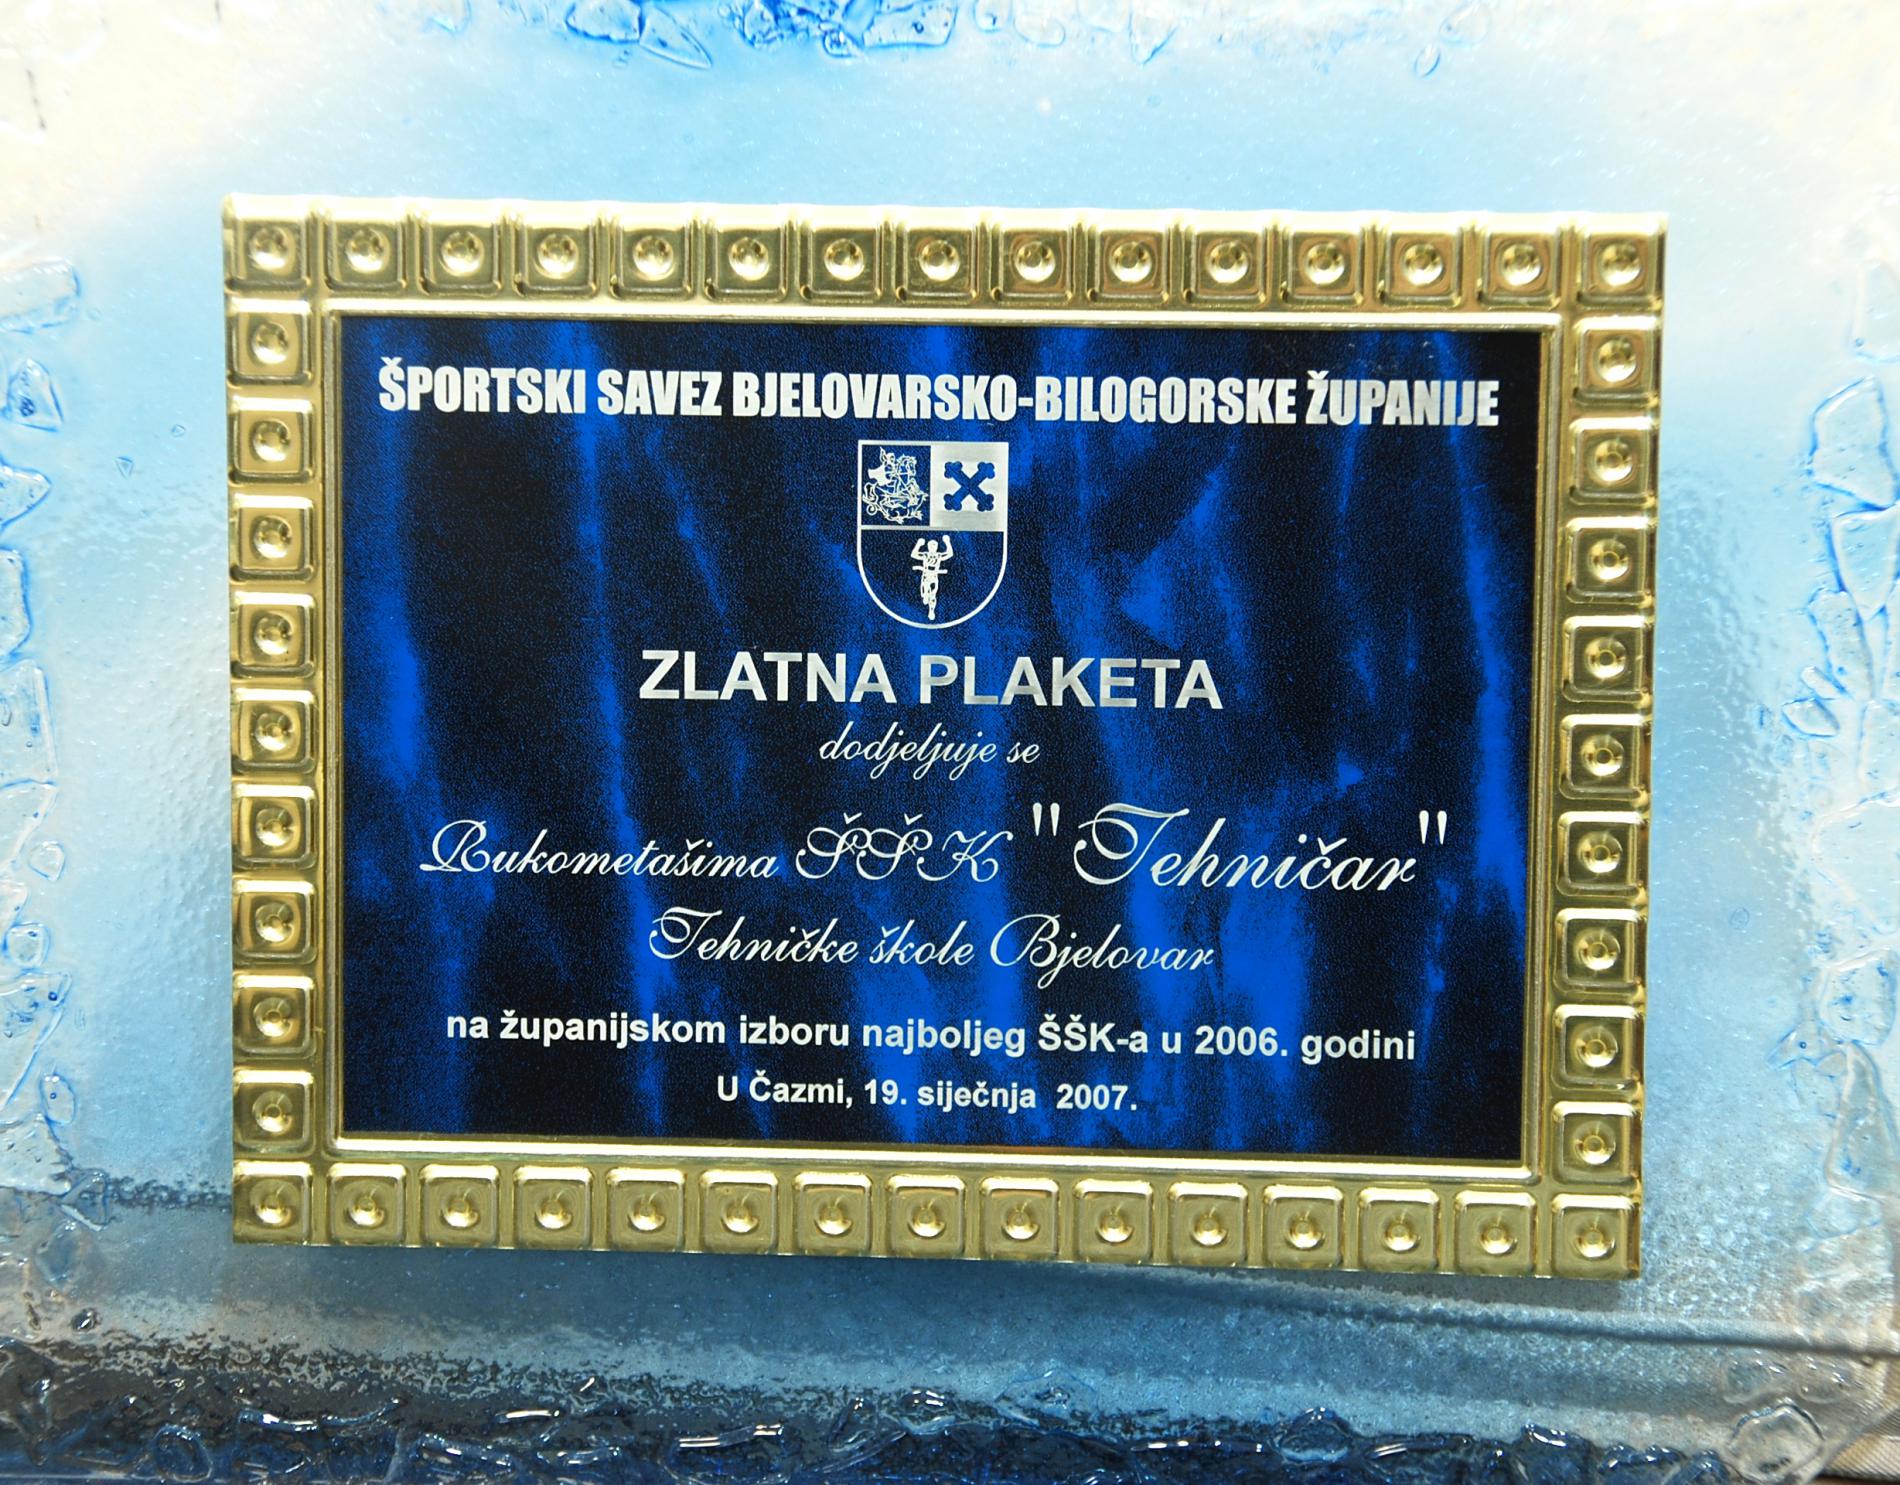 ŠPORTSKI SAVEZ BJELOVARSKO-BILOGORSKE ŽUPANIJE
ZLATNA PLAKETA
dodjeljuje se
Rukometašima ŠŠK "Tehničar"
Tehničke škole Bjelovar
na županijskom izboru najboljeg ŠŠK-a u 2006. godini
U Čazmi, 19. siječnja 2007.